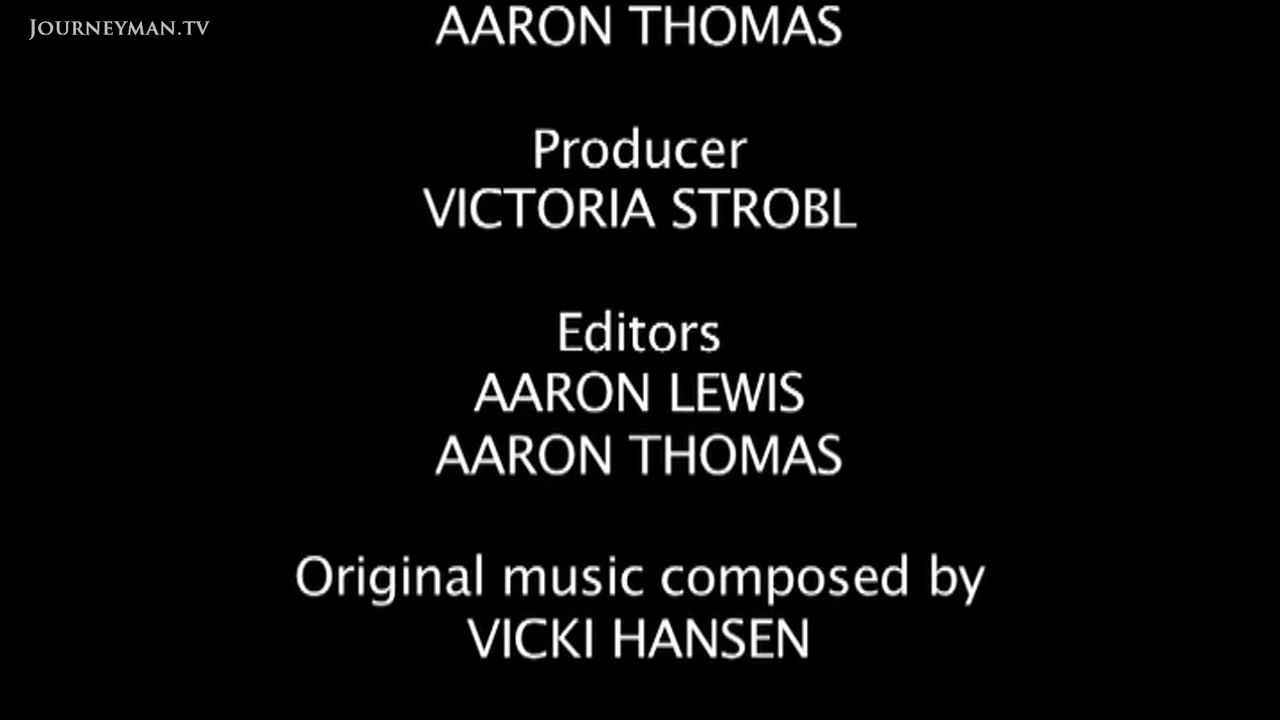 JOURNEYMAN.TV
AARON THOMAS
Producer
VICTORIA STROBL
Editors
AARON LEWIS
AARON THOMAS
Original music composed by
VICKI HANSEN